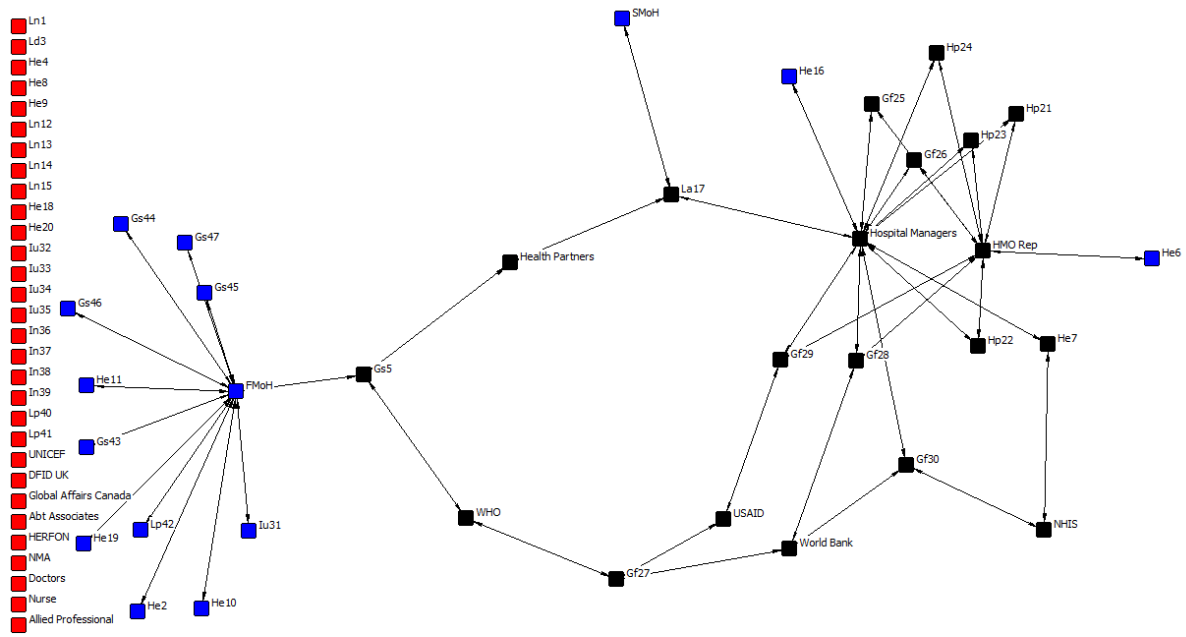 Ln1
Ld3
He4
He8
He9
Ln12
Ln13
Ln14
Ln15
He18
He20
Iu32
Iu33
Iu34
Iu35
In36
In37
In38
In39
Lp40
Lp41
UNICEF
DFID UK
Global Affairs Canada
Abt Associates
HERFON
NMA
Doctors
Nurse
Allied Professional
Gs44
Gs47
Gs45
Gs46
FMoH
He11
Gs43
Lp42
He19
Iu31
He2
He10
Gs5
Health Partners
WHO
Gf27
SMoH
La17
He16
Gf25
Hp24
Hp21
Hp23
Gf26
Hospital Managers
HMO Rep
He6
Gf29
Gf28
Hp22
He7
Gf30
USAID
World Bank
NHIS